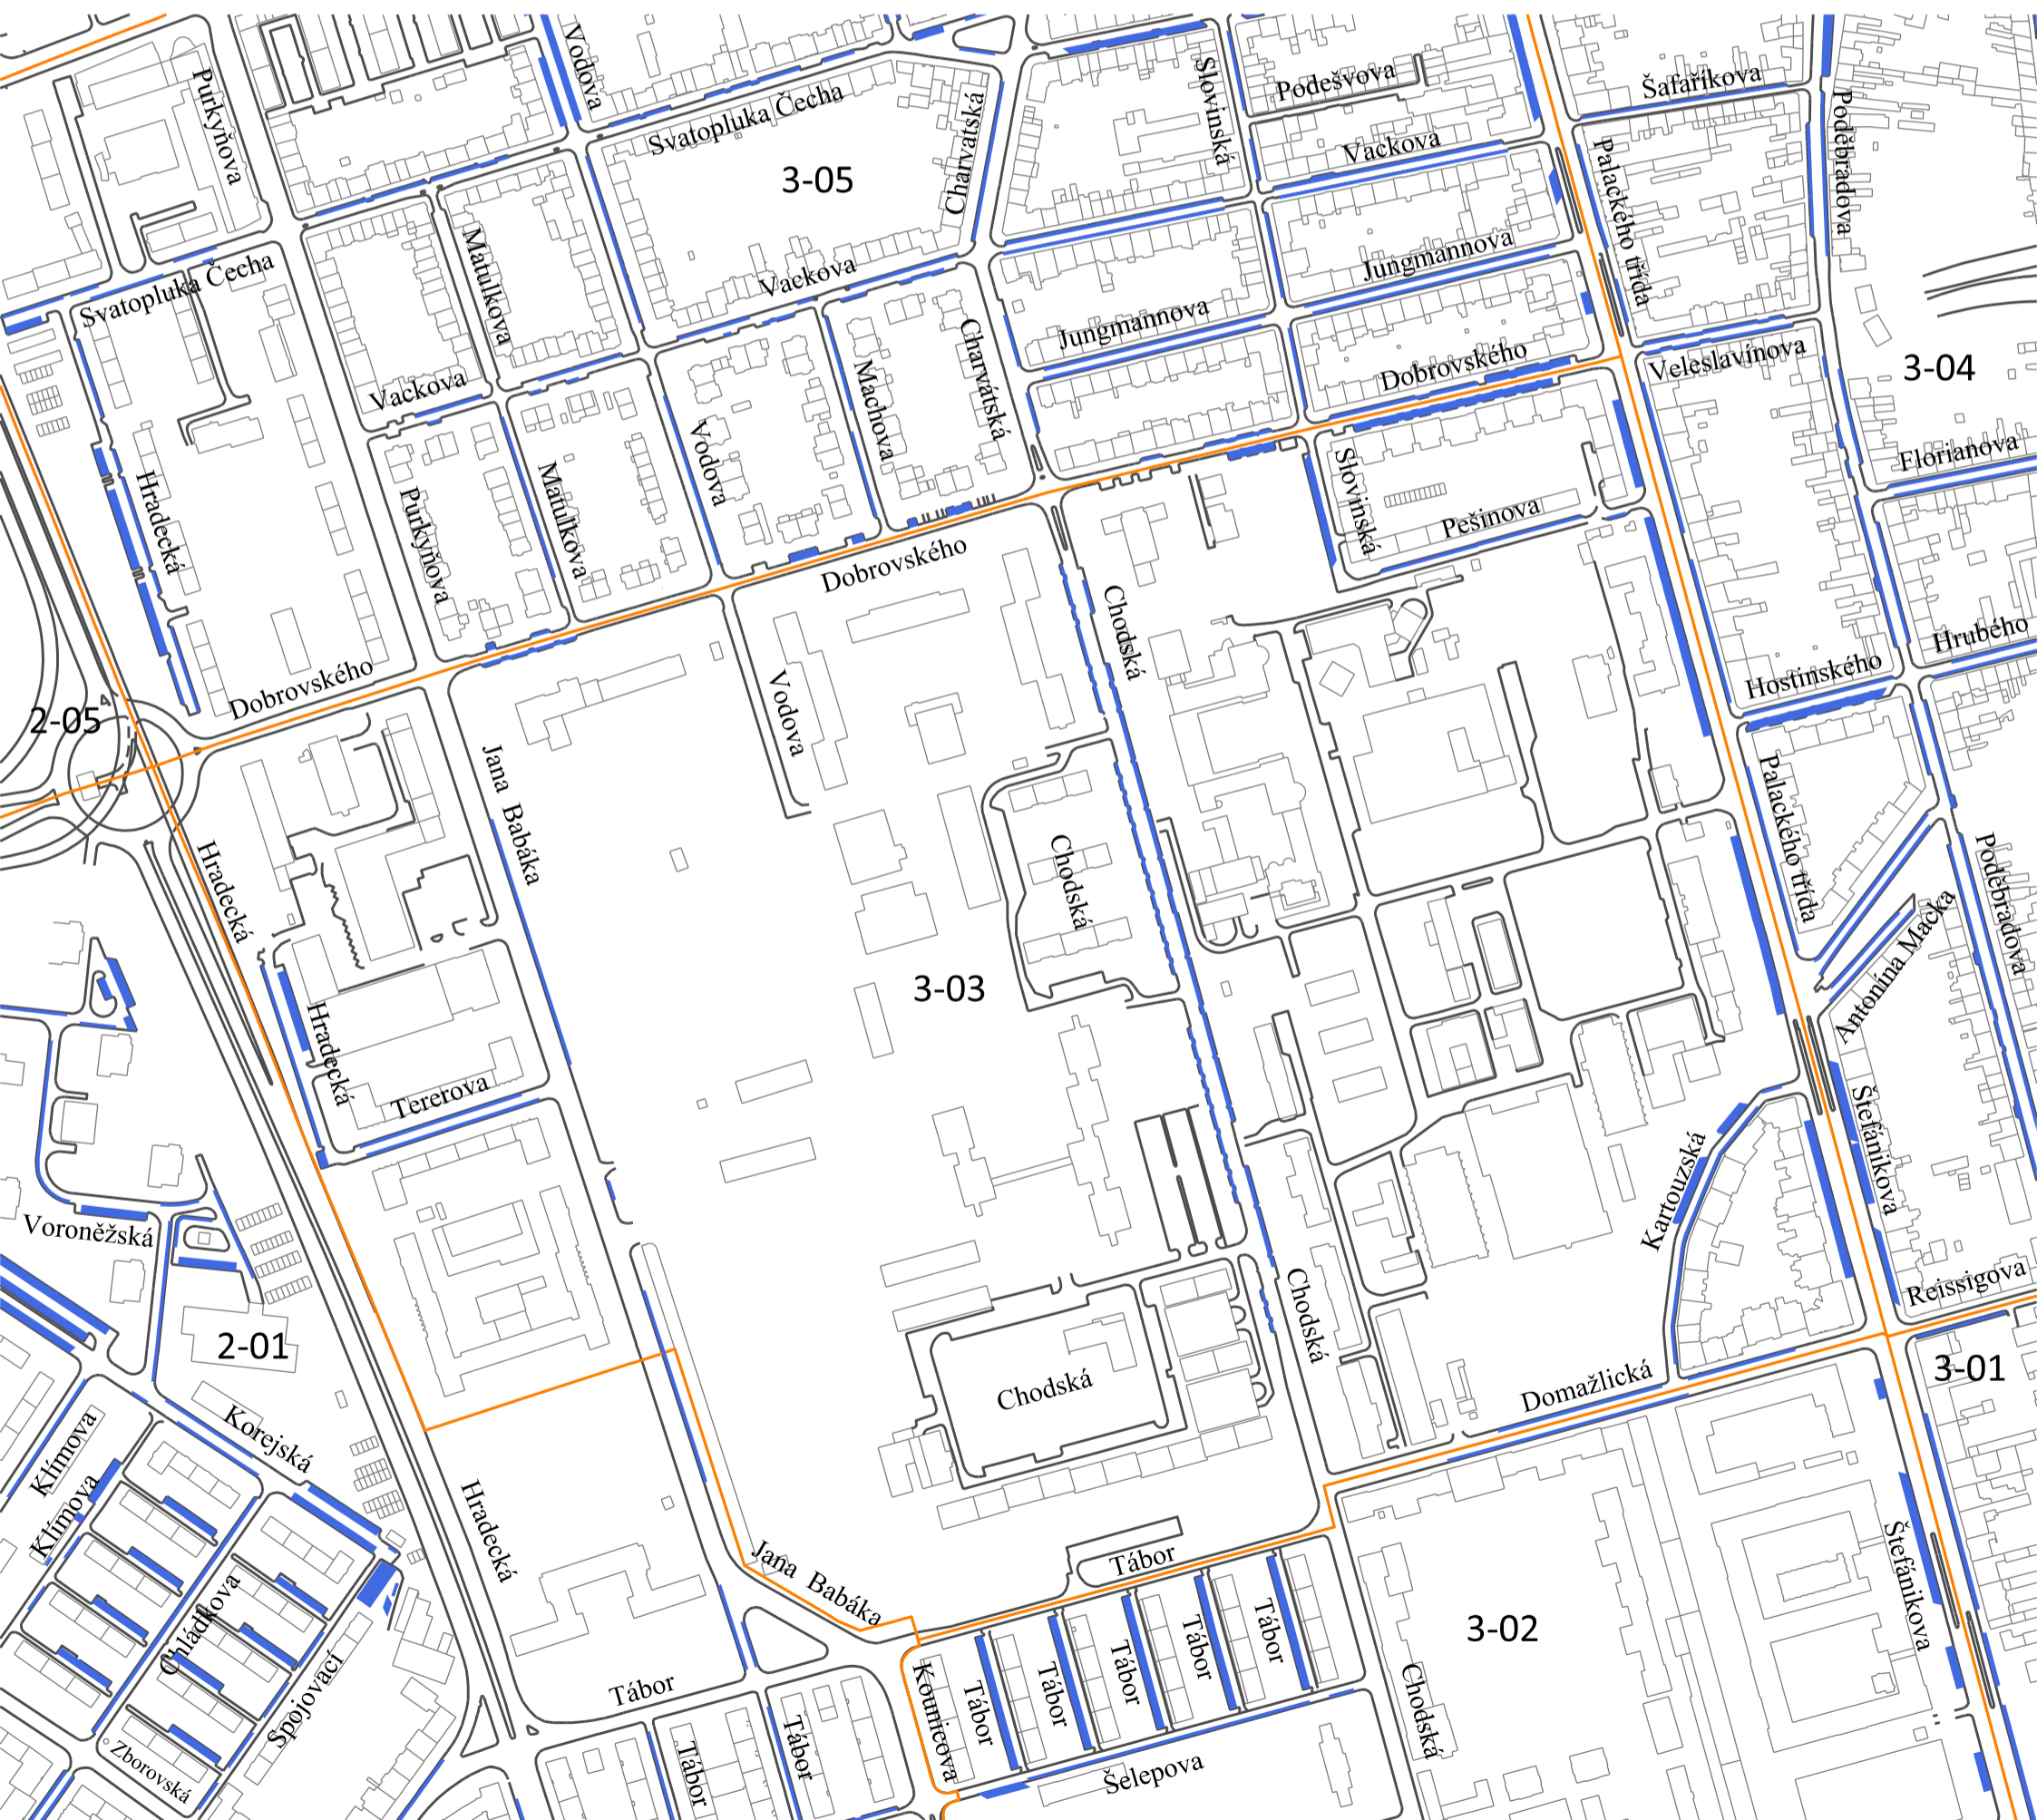 Vodova
Purkyňova
Svatopluka Čecha
Charvatská
Slovinská
Podešvova
Šafaříkova
Vackova
Palackého třída
Poděbradova
3-05
Svatopluka Čecha
Matulkova
Vackova
Jungmannova
Jungmannova
Vackova
Machova
Charvatská
Dobrovského
Veleslavínova
3-04
Hradecká
Purkyňova
Matulkova
Vodova
Slovinská
Pešinova
Florianova
Dobrovského
Chodská
Hostinského
Hrubého
Dobrovského
2-05
Jana Babáka
Vodova
Palackého třída
Poděbradova
Hradecká
Chodská
Antonína Macka
3-03
Hradecká
Tererova
Štefánikova
Kartouzská
Voroněžská
Reissigova
2-01
Chodská
Chodská
Domažlická
3-01
Klímova
Korejská
Klímova
Hradecká
Štefánikova
Jana Babáka
Tábor
Chládkova
Spojovací
Zborovská
Tábor
Kounicova
Tábor
Tábor
Tábor
Tábor
Tábor
3-02
Chodská
Tábor
Tábor
Šelepova